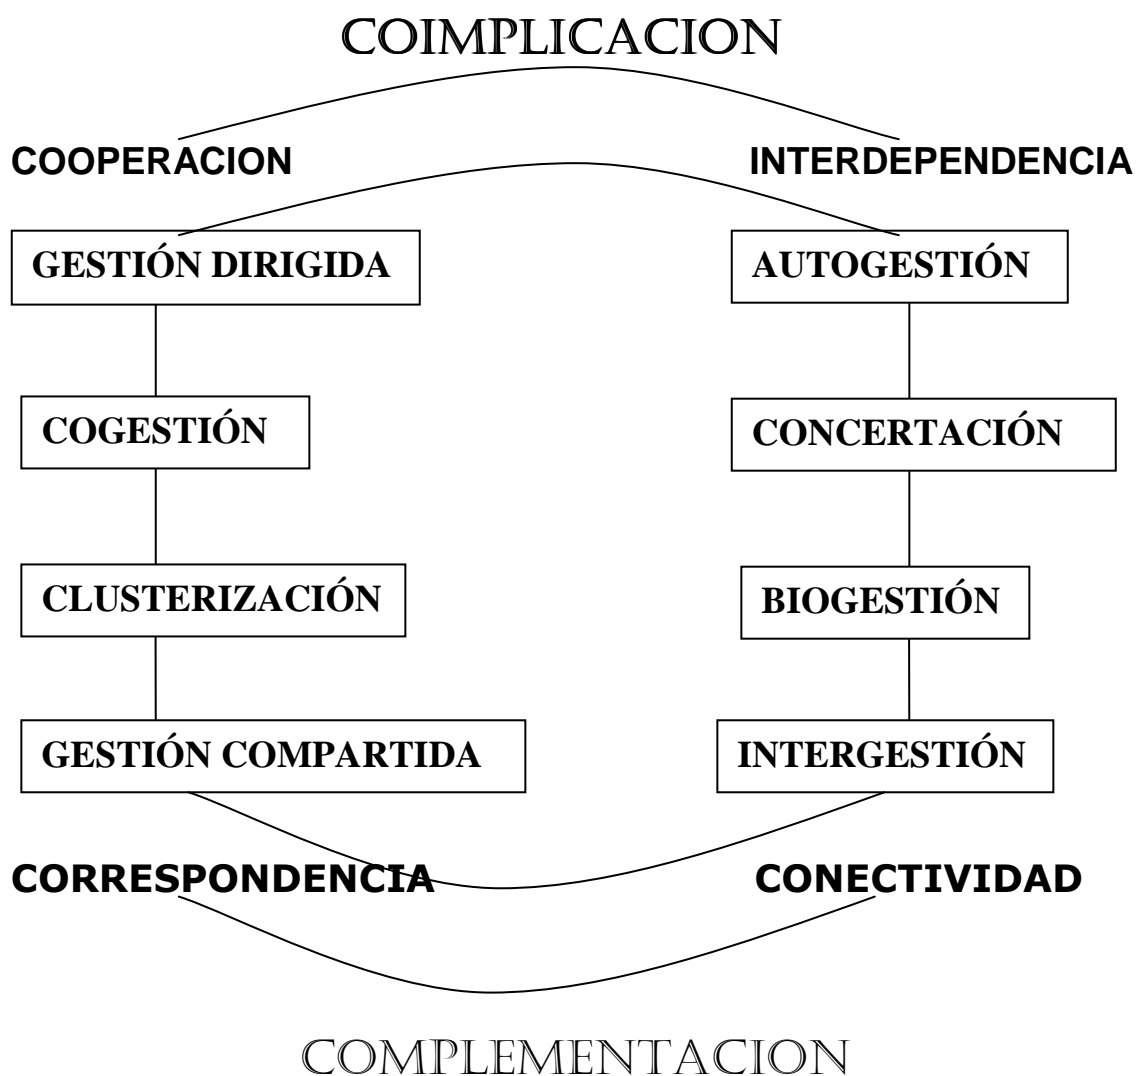 COIMPLICACION
COOPERACION
INTERDEPENDENCIA
GESTIÓN DIRIGIDA
AUTOGESTIÓN
COGESTIÓN
CONCERTACIÓN
CLUSTERIZACIÓN
BIOGESTIÓN
GESTIÓN COMPARTIDA
INTERGESTIÓN
CORRESPONDENCIA
CONECTIVIDAD
COMPLEMENTACION